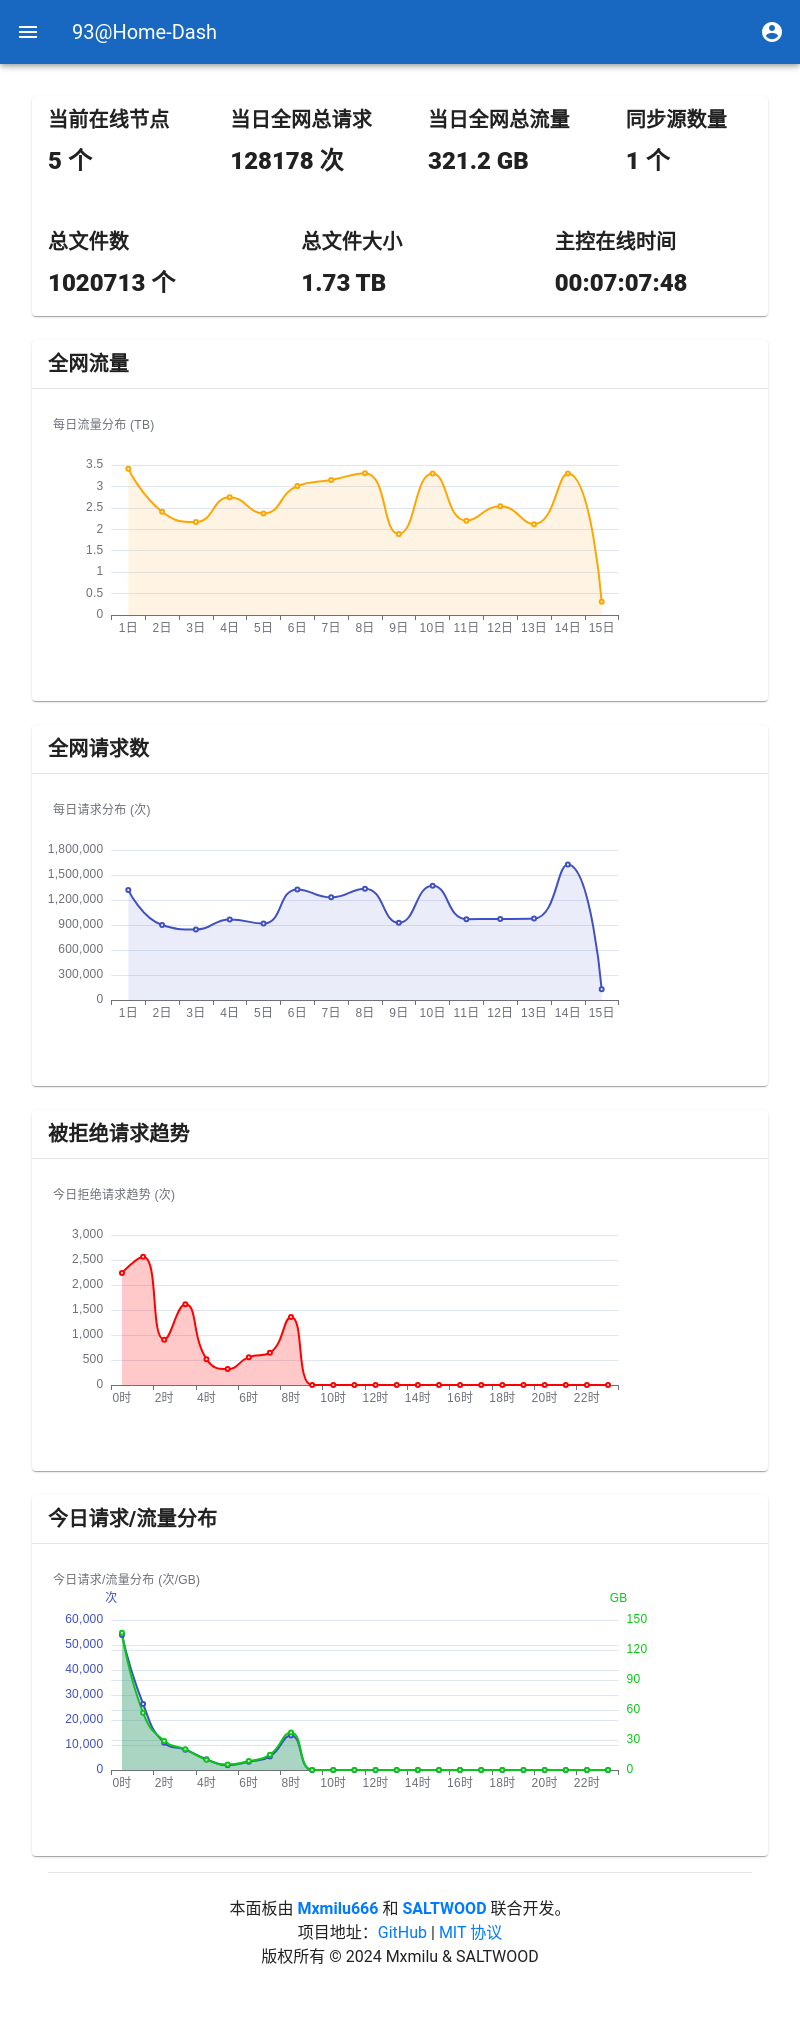 93@Home-Dash
当前在线节点 当日全网总请求 当日全网总流量 同步源数量
5 个 128178 次 321.2 GB 1 个
总文件数 总文件大小 主控在线时间
1020713 个 1.73 TB 00:07:07:48
全网流量
每日流量分布 (TB)
3.5
3
2.5
2
1.5
1
0.5
0
1日 2日 3日 4日 5日 6日 7日 8日 9日 10日 11日 12日 13日 14日 15日
全网请求数
每日请求分布 (次)
1,800,000
1,500,000
1,200,000
900,000
600,000
300,000
0
1日 2日 3日 4日 5日 6日 7日 8日 9日 10日 11日 12日 13日 14日 15日
被拒绝请求趋势
今日拒绝请求趋势 (次)
3,000
2,500
2,000
1,500
1,000
500
0
0时 2时 4时 6时 8时 10时 12时 14时 16时 18时 20时 22时
今日请求/流量分布
今日请求/流量分布 (次/GB)
次 GB
60,000 150
50,000 120
40,000 90
30,000 60
20,000 30
10,000
0 0
0时 2时 4时 6时 8时 10时 12时 14时 16时 18时 20时 22时
本面板由 Mxmilu666 和 SALTWOOD 联合开发。
项目地址：GitHub | MIT 协议
版权所有 © 2024 Mxmilu & SALTWOOD